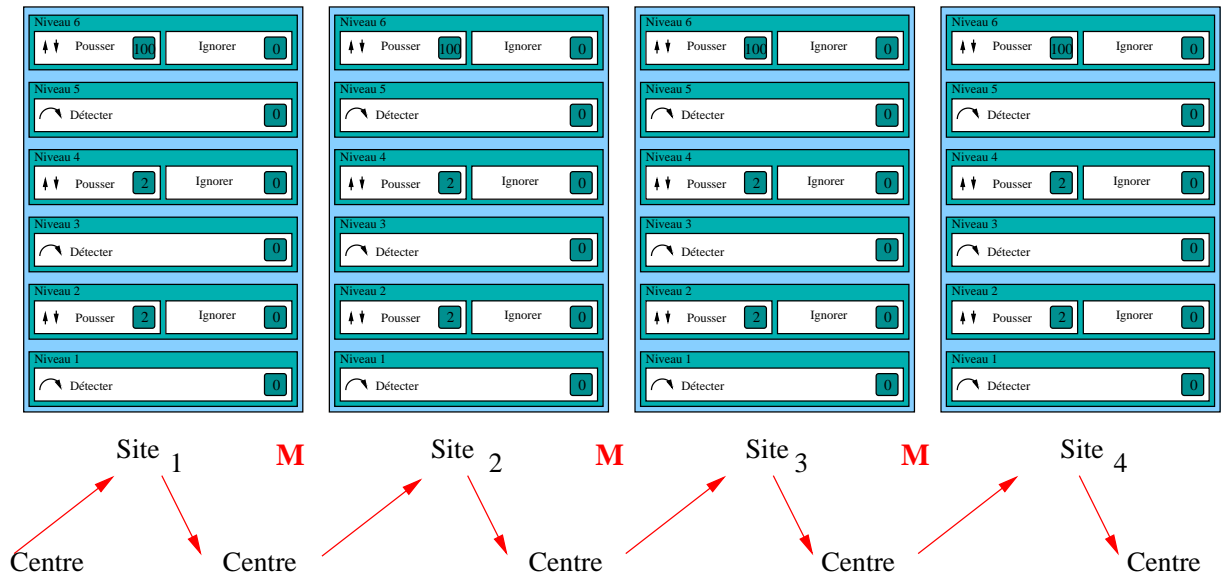 Niveau 6 Niveau 6 Niveau 6 Niveau 6
Pousser 100 Ignorer 0 Pousser 100 Ignorer 0 Pousser 100 Ignorer 0 Pousser 100 Ignorer 0
Niveau 5 Niveau 5 Niveau 5 Niveau 5
Détecter 0 Détecter 0 Détecter 0 Détecter 0
Niveau 4 Niveau 4 Niveau 4 Niveau 4
Pousser 2 Ignorer 0 Pousser 2 Ignorer 0 Pousser 2 Ignorer 0 Pousser 2 Ignorer 0
Niveau 3 Niveau 3 Niveau 3 Niveau 3
Détecter 0 Détecter 0 Détecter 0 Détecter 0
Niveau 2 Niveau 2 Niveau 2 Niveau 2
Pousser 2 Ignorer 0 Pousser 2 Ignorer 0 Pousser 2 Ignorer 0 Pousser 2 Ignorer 0
Niveau 1 Niveau 1 Niveau 1 Niveau 1
Détecter 0 Détecter 0 Détecter 0 Détecter 0
Site 1 M Site 2 M Site 3 M Site 4
Centre Centre Centre Centre Centre